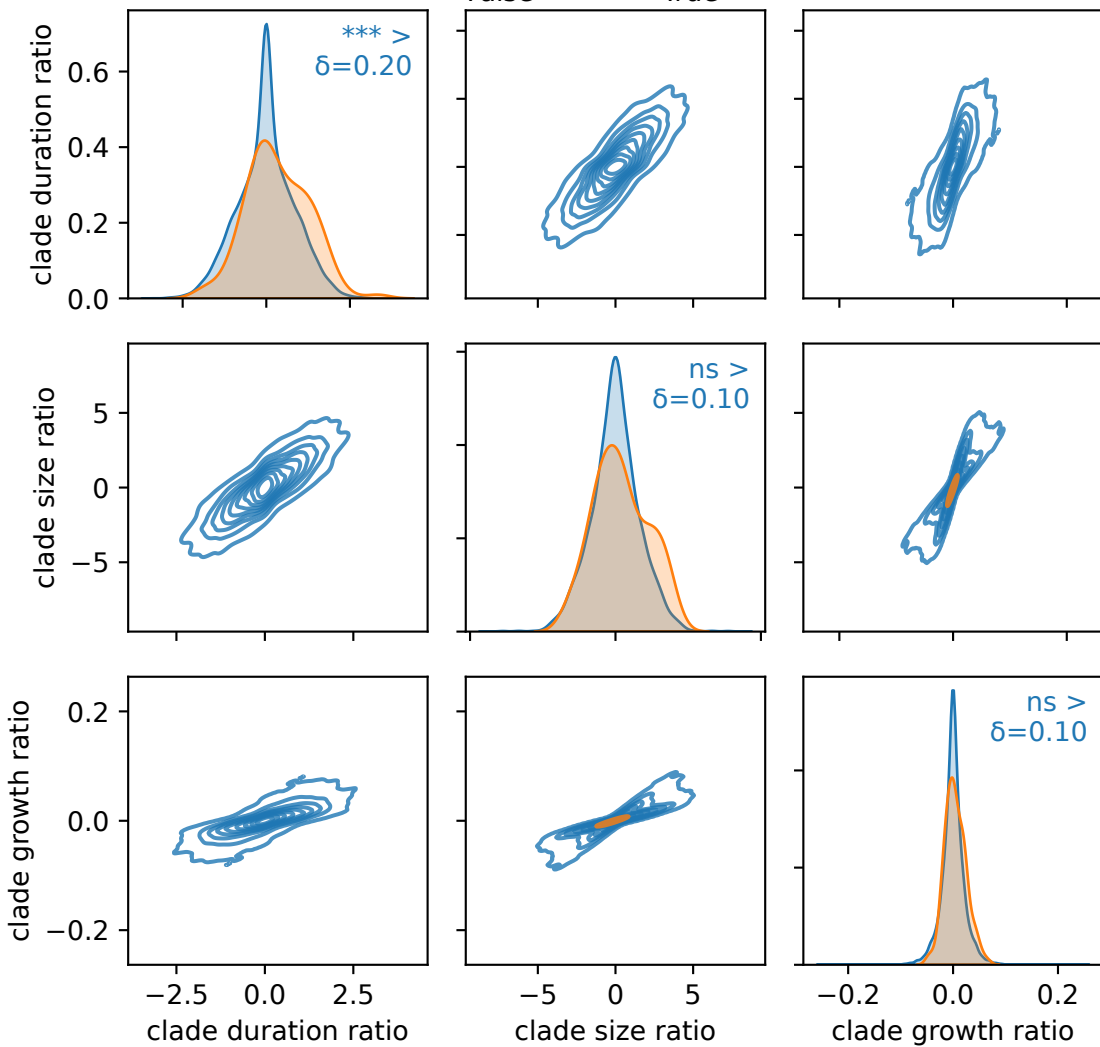 clade duration ratio
0.6
0.4
0.2
0.0
*** >
δ=0.20
clade size ratio
5
0
−5
ns >
δ=0.10
clade growth ratio
0.2
0.0
−0.2
ns >
δ=0.10
−2.5 0.0 2.5
clade duration ratio
−5 0 5
clade size ratio
−0.2 0.0 0.2
clade growth ratio